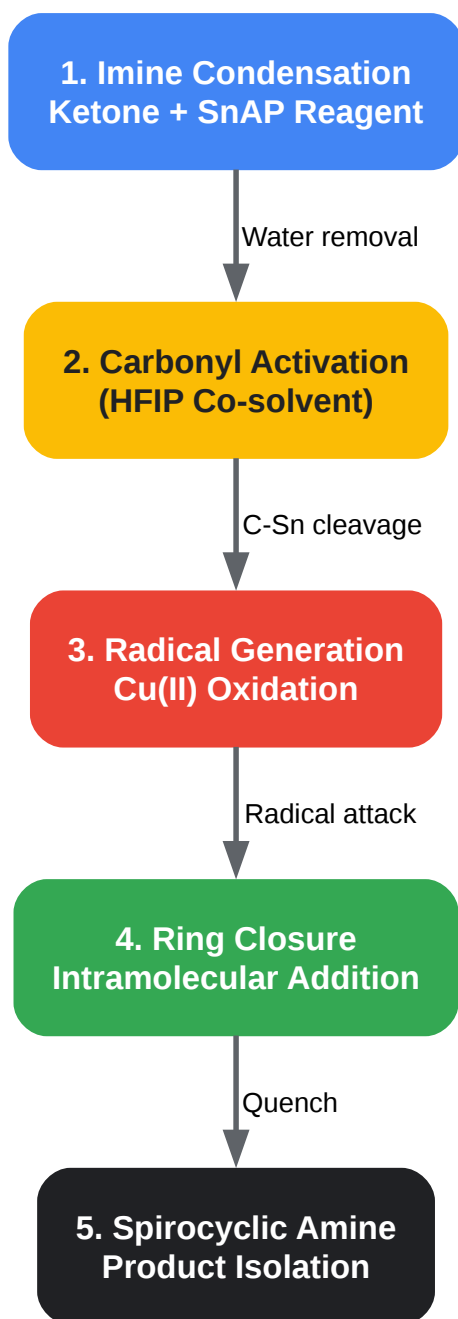 1. Imine Condensation
Ketone + SnAP Reagent
Water removal
2. Carbonyl Activation
(HFIP Co-solvent)
C-Sn cleavage
3. Radical Generation
Cu(II) Oxidation
Radical attack
4. Ring Closure
Intramolecular Addition
Quench
5. Spirocyclic Amine
Product Isolation